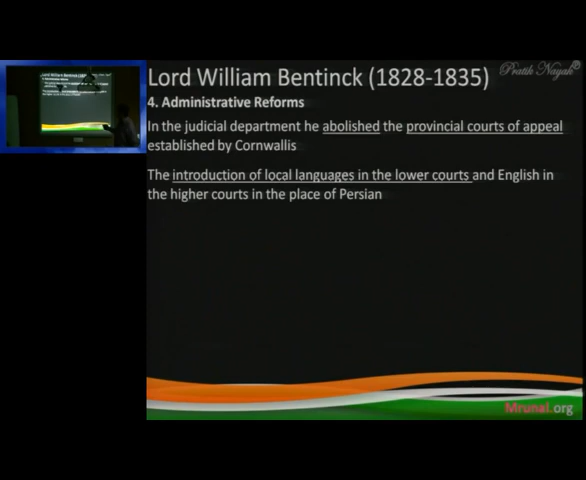 Lord William Bentinck (1828-1835)
Pratik Nayak
4. Administrative Reforms
In the judicial department he abolished the provincial courts of appeal
established by Cornwallis
The introduction of local languages in the lower courts and English in
the higher courts in the place of Persian
Mrunal.org